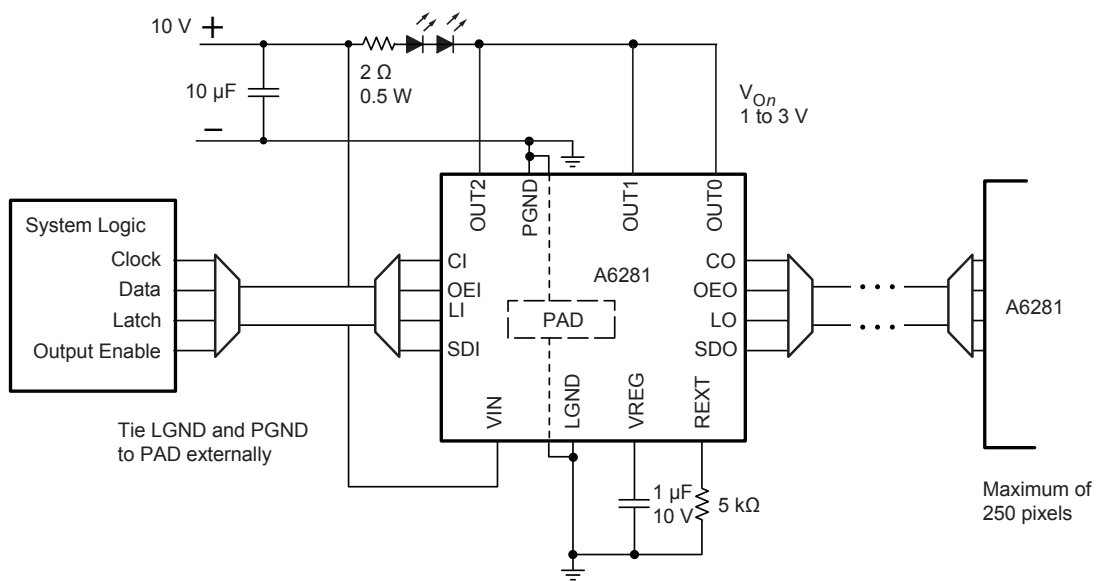 10 V +
10 µF
–
2 Ω
0.5 W
V_On
1 to 3 V
System Logic
Clock
Data
Latch
Output Enable
OUT2
PGND
OUT1
OUT0
CI
OEI
LI
SDI
A6281
PAD
CO
OEO
LO
SDO
VIN
LGND
VREG
REXT
A6281
Tie LGND and PGND
to PAD externally
1 µF
10 V
5 kΩ
Maximum of
250 pixels